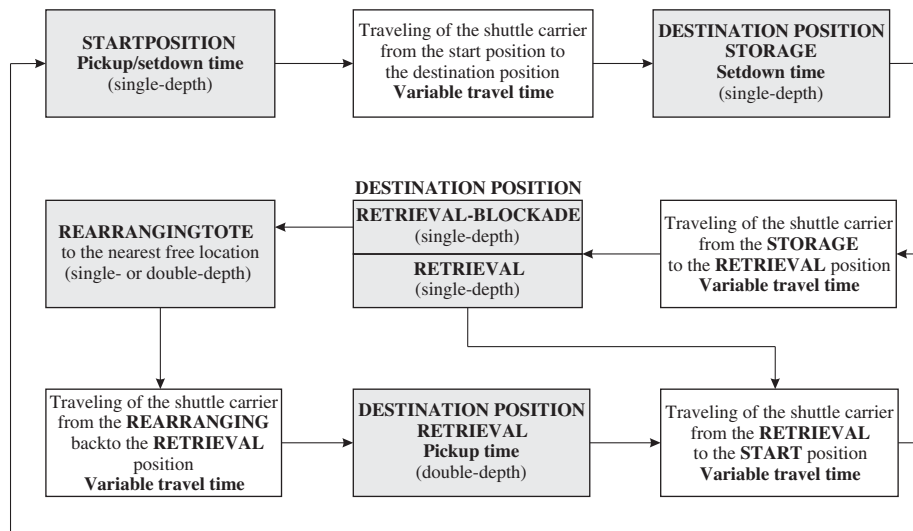 STARTPOSITION
Pickup/setdown time
(single-depth)
Traveling of the shuttle carrier
from the start position to
the destination position
Variable travel time
DESTINATION POSITION
STORAGE
Setdown time
(single-depth)
REARRANGINGTOTE
to the nearest free location
(single- or double-depth)
DESTINATION POSITION
RETRIEVAL-BLOCKADE
(single-depth)
RETRIEVAL
(single-depth)
Traveling of the shuttle carrier
from the STORAGE
to the RETRIEVAL position
Variable travel time
Traveling of the shuttle carrier
from the REARRANGING
backto the RETRIEVAL
position
Variable travel time
DESTINATION POSITION
RETRIEVAL
Pickup time
(double-depth)
Traveling of the shuttle carrier
from the RETRIEVAL
to the START position
Variable travel time